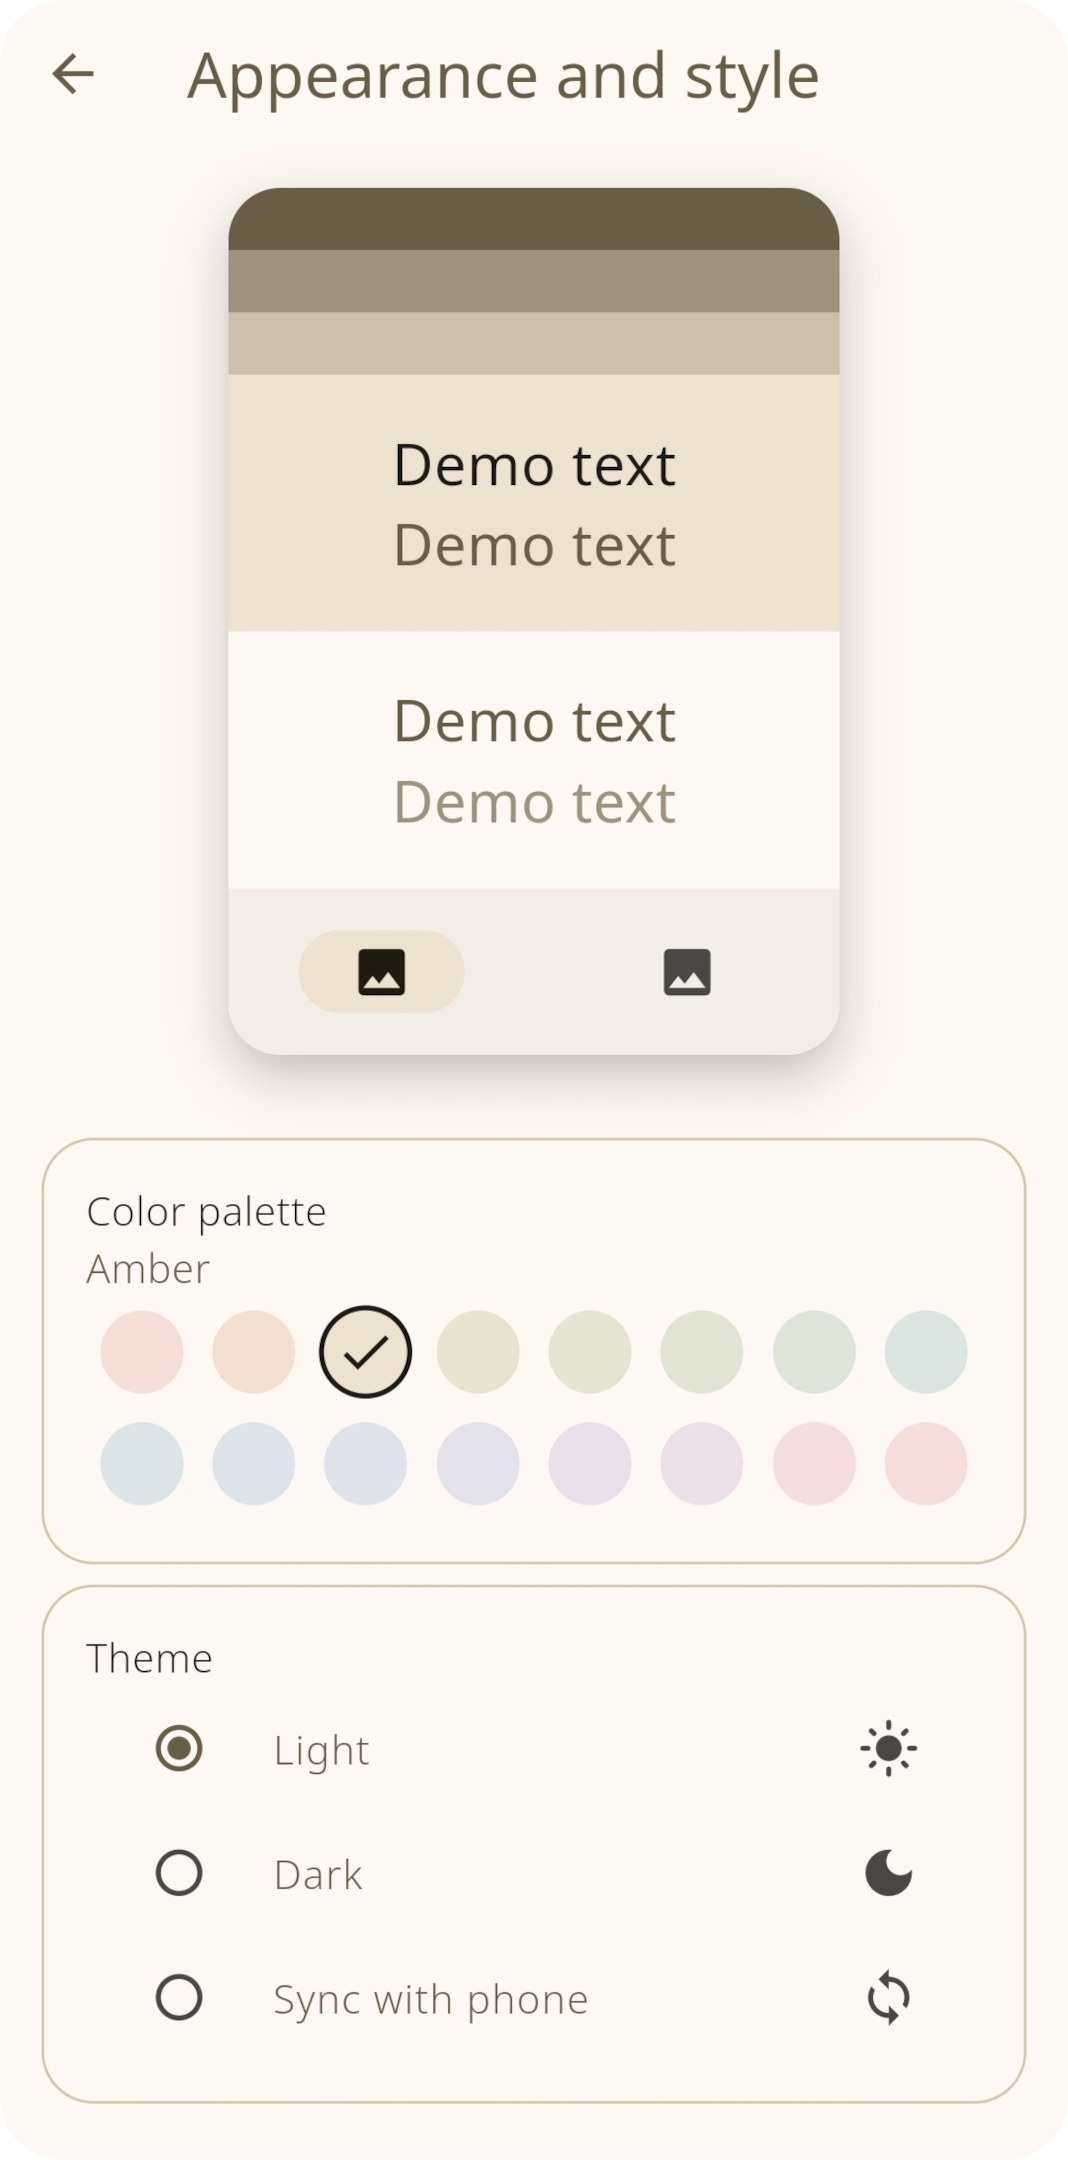 Appearance and style
Demo text
Demo text
Demo text
Demo text
Color palette
Amber
Theme
Light
Dark
Sync with phone